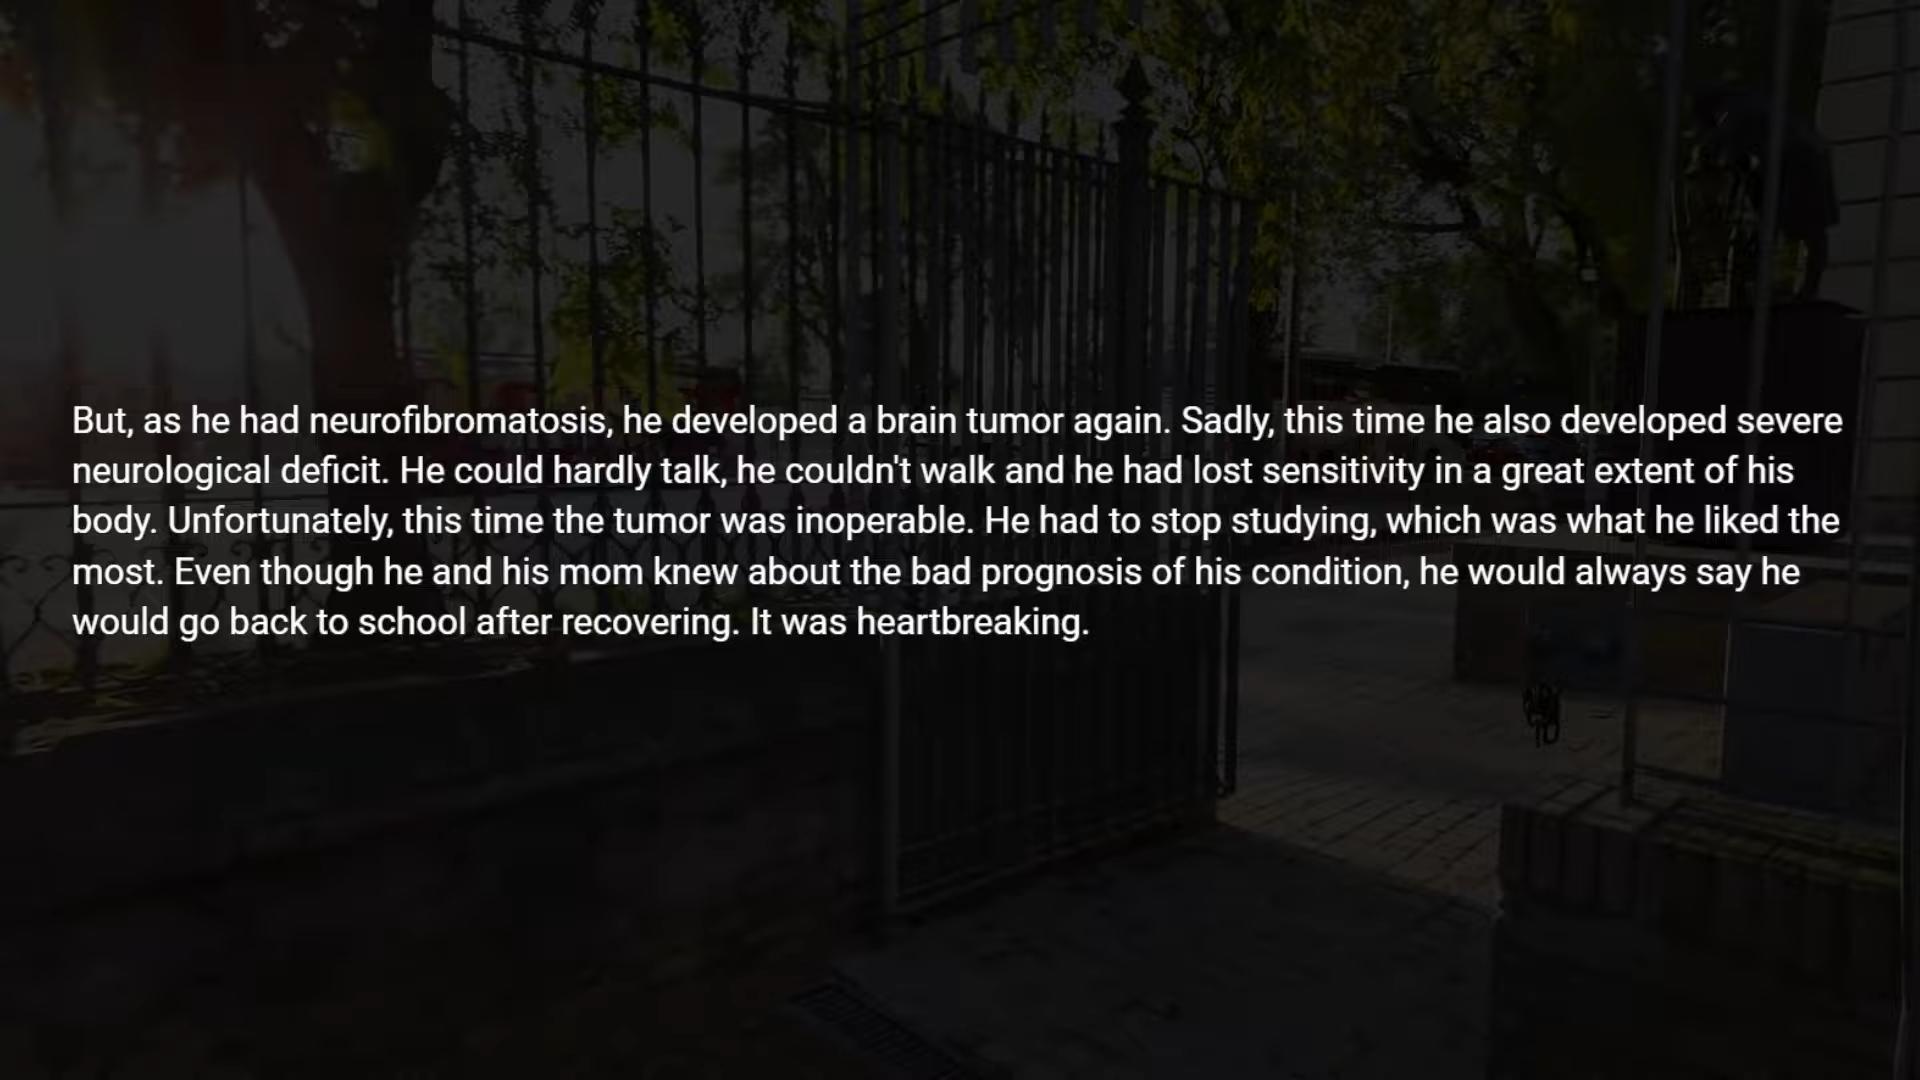 But, as he had neurofibromatosis, he developed a brain tumor again. Sadly, this time he also developed severe
neurological deficit. He could hardly talk, he couldn't walk and he had lost sensitivity in a great extent of his
body. Unfortunately, this time the tumor was inoperable. He had to stop studying, which was what he liked the
most. Even though he and his mom knew about the bad prognosis of his condition, he would always say he
would go back to school after recovering. It was heartbreaking.